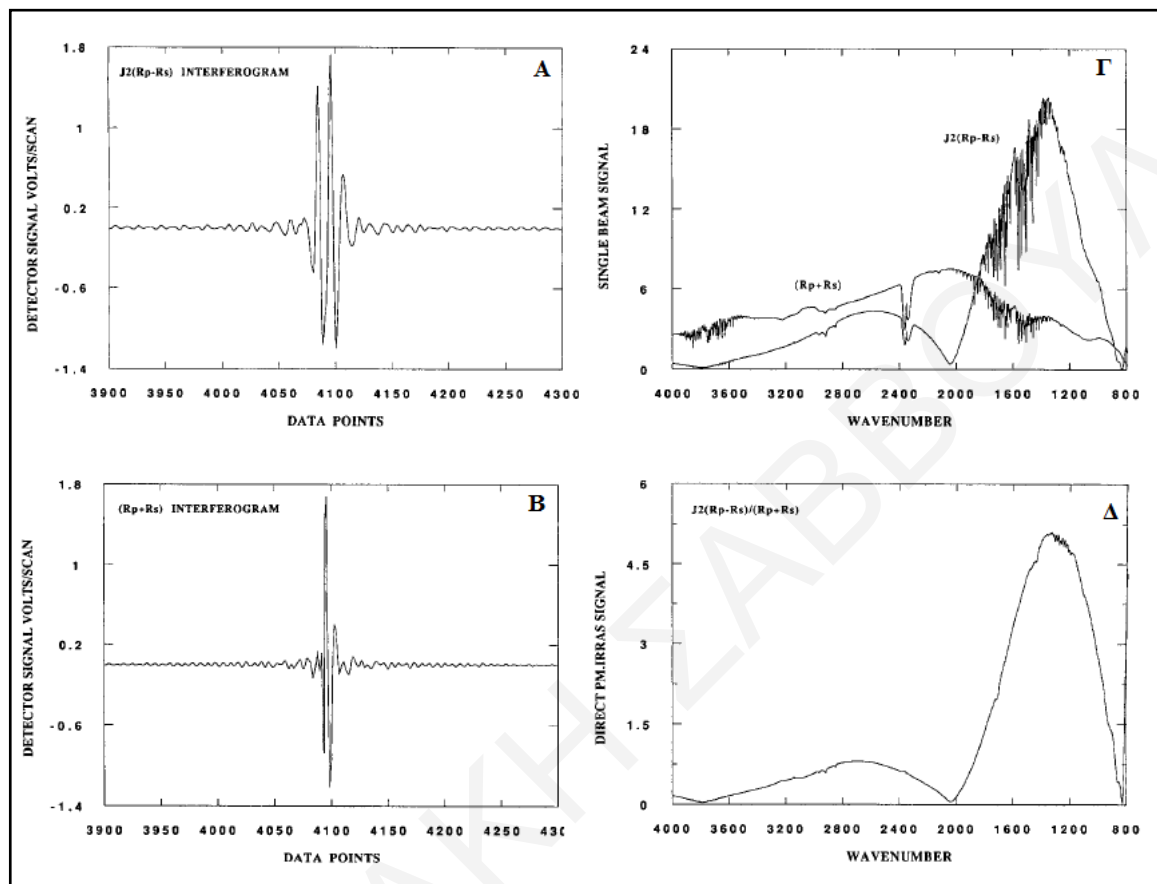 1.8
J2(Rp-Rs) INTERFEROGRAM
A
1
0.2
-0.6
-1.4
DETECTOR SIGNAL VOLTS/SCAN
3900 3950 4000 4050 4100 4150 4200 4250 4300
DATA POINTS
24
Γ
J2(Rp-Rs)
18
12
(Rp+Rs)
6
0
SINGLE BEAM SIGNAL
4000 3600 3200 2800 2400 2000 1600 1200 800
WAVENUMBER
1.8
(Rp+Rs) INTERFEROGRAM
B
1
0.2
-0.6
-1.4
DETECTOR SIGNAL VOLTS/SCAN
3900 3950 4000 4050 4100 4150 4200 4250 430
DATA POINTS
6
J2(Rp-Rs)/(Rp+Rs)
Δ
4.5
3
1.5
0
DIRECT PM.IRRAS SIGNAL
4000 3600 3200 2800 2400 2000 1600 1200 800
WAVENUMBER
ΑΚΗ ΣΑΒΒΟΥΛ